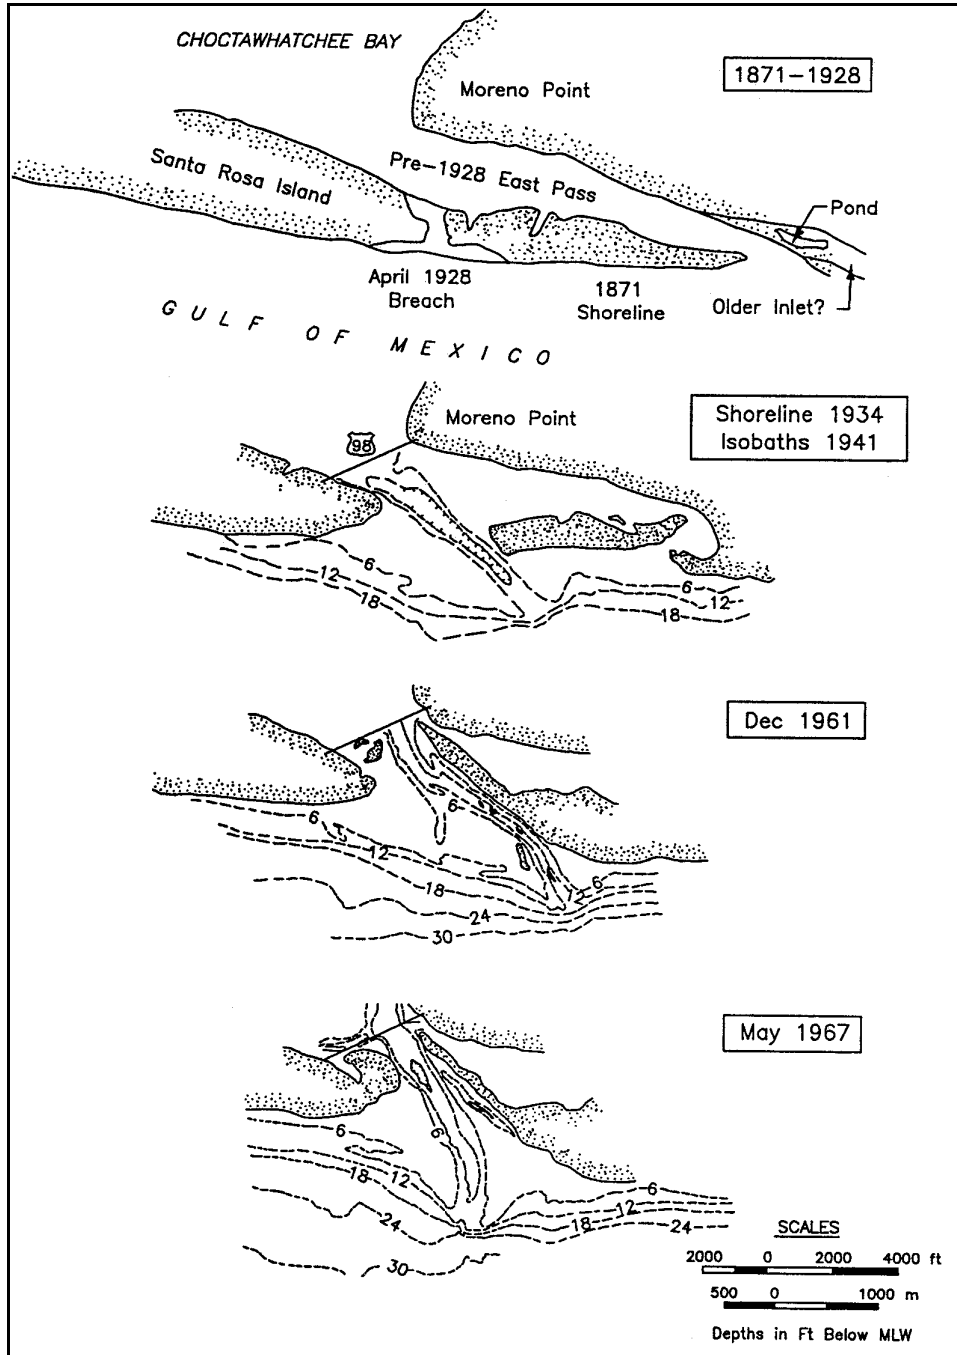 CHOCTAWHATCHEE BAY
1871-1928
Moreno Point
Santa Rosa Island
Pre-1928 East Pass
Pond
April 1928
Breach
1871
Shoreline
Older Inlet?
GULF OF MEXICO
Moreno Point
Shoreline 1934
Isobaths 1941
98
6
12
18
6
12
18
Dec 1961
6
6
12
18
24
30
6
12
May 1967
6
6
12
18
24
30
6
12
18
24
SCALES
2000 0 2000 4000 ft
500 0 1000 m
Depths in Ft Below MLW